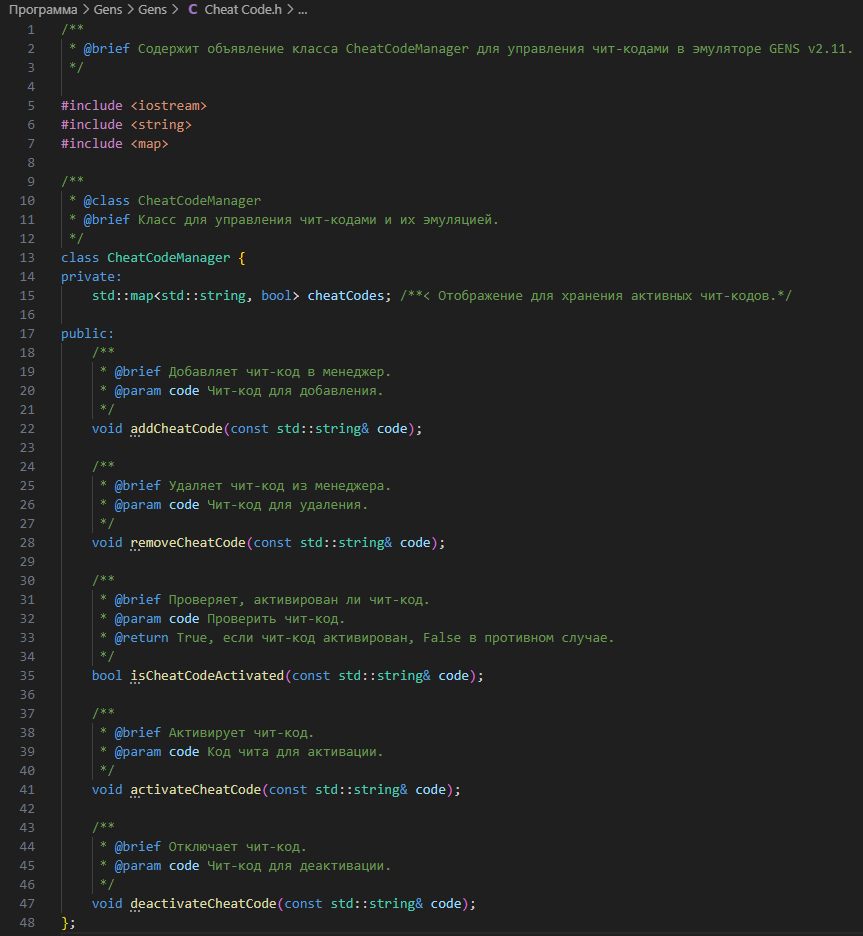 Программа > Gens > Gens > C Cheat Code.h > ...
1 /**
2  * @brief Содержит объявление класса CheatCodeManager для управления чит-кодами в эмуляторе GENS v2.11.
3  */
4
5 #include <iostream>
6 #include <string>
7 #include <map>
8
9 /**
10  * @class CheatCodeManager
11  * @brief Класс для управления чит-кодами и их эмуляцией.
12  */
13 class CheatCodeManager {
14 private:
15     std::map<std::string, bool> cheatCodes; /**< Отображение для хранения активных чит-кодов.*/
16
17 public:
18     /**
19      * @brief Добавляет чит-код в менеджер.
20      * @param code Чит-код для добавления.
21      */
22     void addCheatCode(const std::string& code);
23
24     /**
25      * @brief Удаляет чит-код из менеджера.
26      * @param code Чит-код для удаления.
27      */
28     void removeCheatCode(const std::string& code);
29
30     /**
31      * @brief Проверяет, активирован ли чит-код.
32      * @param code Проверить чит-код.
33      * @return True, если чит-код активирован, False в противном случае.
34      */
35     bool isCheatCodeActivated(const std::string& code);
36
37     /**
38      * @brief Активирует чит-код.
39      * @param code Код чита для активации.
40      */
41     void activateCheatCode(const std::string& code);
42
43     /**
44      * @brief Отключает чит-код.
45      * @param code Чит-код для деактивации.
46      */
47     void deactivateCheatCode(const std::string& code);
48 };